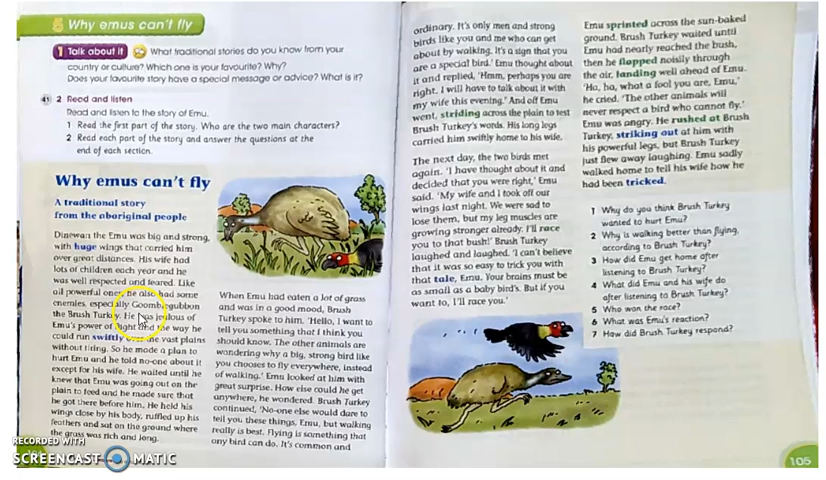 5 Why emus can't fly
1 Talk about it What traditional stories do you know from your
country or culture? Which one is your favourite? Why?
Does your favourite story have a special message or advice? What is it?
41 2 Read and listen
Read and listen to the story of Emu.
1 Read the first part of the story. Who are the two main characters?
2 Read each part of the story and answer the questions at the
end of each section.
Why emus can't fly
A traditional story
from the aboriginal people
Dinewan the Emu was big and strong,
with huge wings that carried him
over great distances. His wife had
lots of children each year and he
was well respected and feared. Like
all powerful ones, he also had some
enemies, especially Goomblegubbon
the Brush Turkey. He was jealous of
Emu's power of flight and the way he
could run swiftly over the vast plains
without tiring. So he made a plan to
hurt Emu and he told no-one about it
except for his wife. He waited until he
knew that Emu was going out on the
plain to feed and he made sure that
he got there before him. He held his
wings close by his body, ruffled up his
feathers and sat on the ground where
the grass was rich and long.
When Emu had eaten a lot of grass
and was in a good mood, Brush
Turkey spoke to him. 'Hello, I want to
tell you something that I think you
should know. The other animals are
wondering why a big, strong bird like
you chooses to fly everywhere, instead
of walking.' Emu looked at him with
great surprise. How else could he get
anywhere, he wondered. Brush Turkey
continued, 'No-one else would dare to
tell you these things, Emu, but walking
really is best. Flying is something that
any bird can do. It's common and
ordinary. It's only men and strong
birds like you and me who can get
about by walking. It's a sign that you
are a special bird.' Emu thought about
it and replied, 'Hmm, perhaps you are
right. I will have to talk about it with
my wife this evening.' And off Emu
went, striding across the plain to test
Brush Turkey's words. His long legs
carried him swiftly home to his wife.
The next day, the two birds met
again. 'I have thought about it and
decided that you were right,' Emu
said. 'My wife and I took off our
wings last night. We were sad to
lose them, but my leg muscles are
growing stronger already. I'll race
you to that bush!' Brush Turkey
laughed and laughed. 'I can't believe
that it was so easy to trick you with
that tale, Emu. Your brains must be
as small as a baby bird's. But if you
want to, I'll race you.'
Emu sprinted across the sun-baked
ground. Brush Turkey waited until
Emu had nearly reached the bush,
then he flapped noisily through
the air, landing well ahead of Emu.
'Ha, ha, what a fool you are, Emu,'
he cried. 'The other animals will
never respect a bird who cannot fly.'
Emu was angry. He rushed at Brush
Turkey, striking out at him with
his powerful legs, but Brush Turkey
just flew away laughing. Emu sadly
walked home to tell his wife how he
had been tricked.
1 Why do you think Brush Turkey
wanted to hurt Emu?
2 Why is walking better than flying,
according to Brush Turkey?
3 How did Emu get home after
listening to Brush Turkey?
4 What did Emu and his wife do
after listening to Brush Turkey?
5 Who won the race?
6 What was Emu's reaction?
7 How did Brush Turkey respond?
105
RECORDED WITH
SCREENCAST MATIC